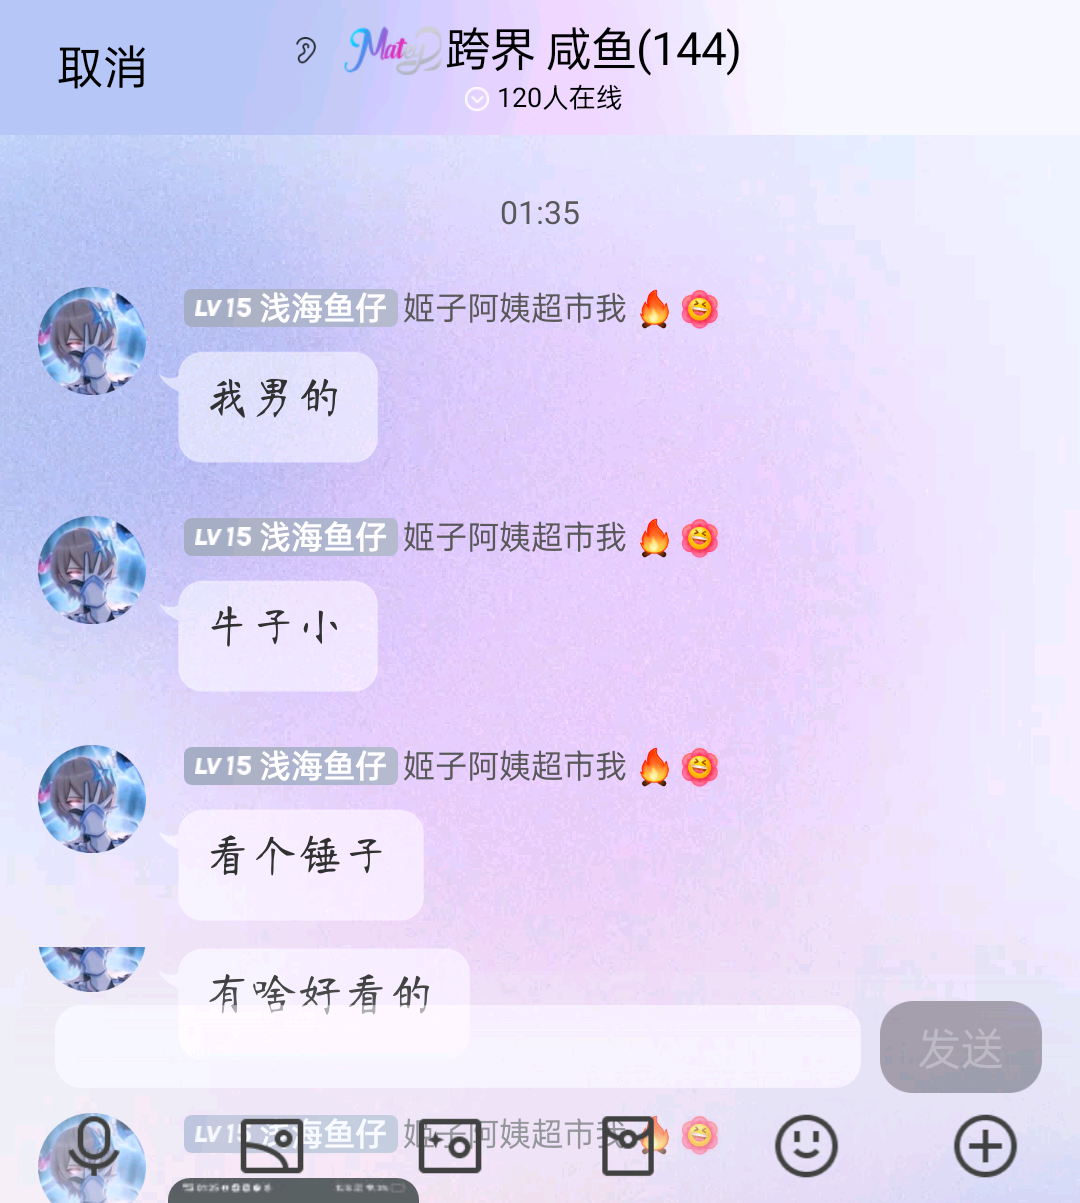 取消
Mate 跨界 咸鱼(144)
120人在线
01:35
LV15 浅海鱼仔 姬子阿姨超市我 🔥
我男的
LV15 浅海鱼仔 姬子阿姨超市我 🔥
牛子小
LV15 浅海鱼仔 姬子阿姨超市我 🔥
看个锤子
有啥好看的
发送
LV15 浅海鱼仔 姬子阿姨超市我